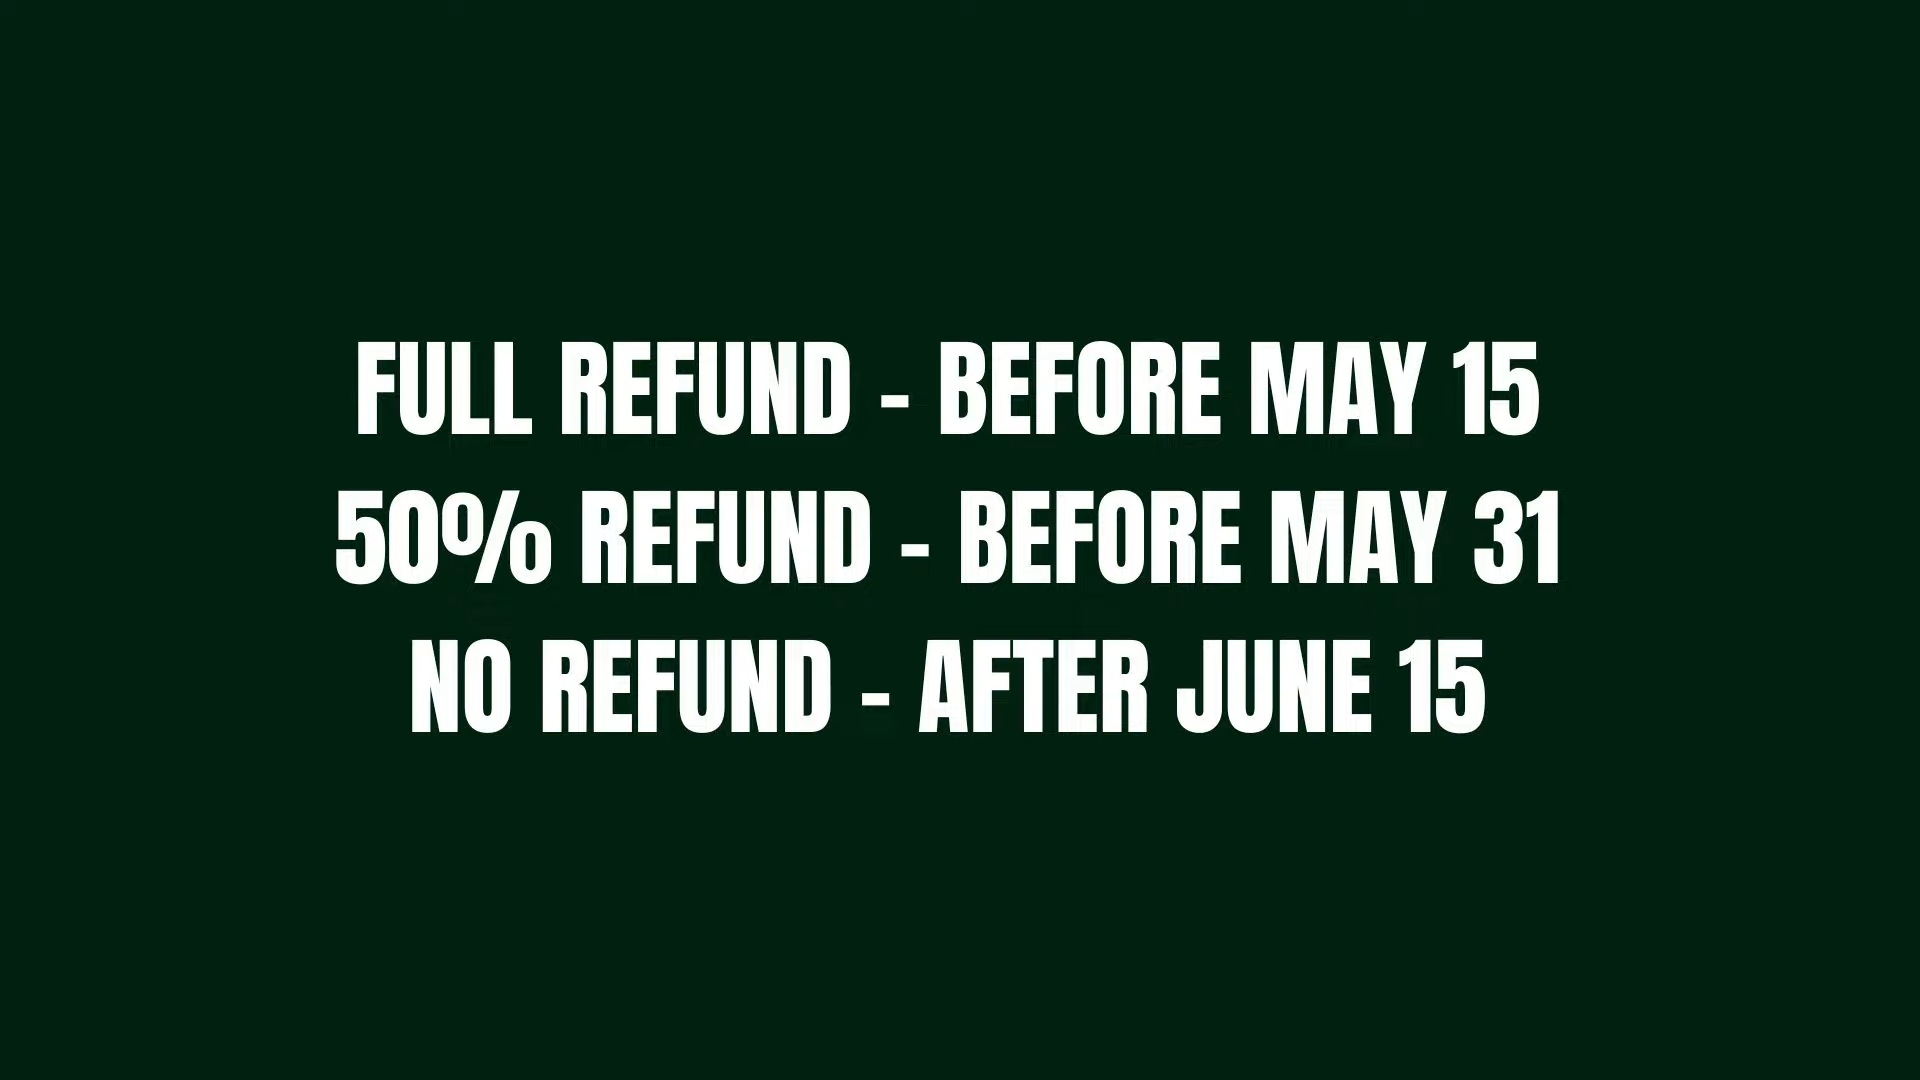 FULL REFUND - BEFORE MAY 15
50% REFUND - BEFORE MAY 31
NO REFUND - AFTER JUNE 15